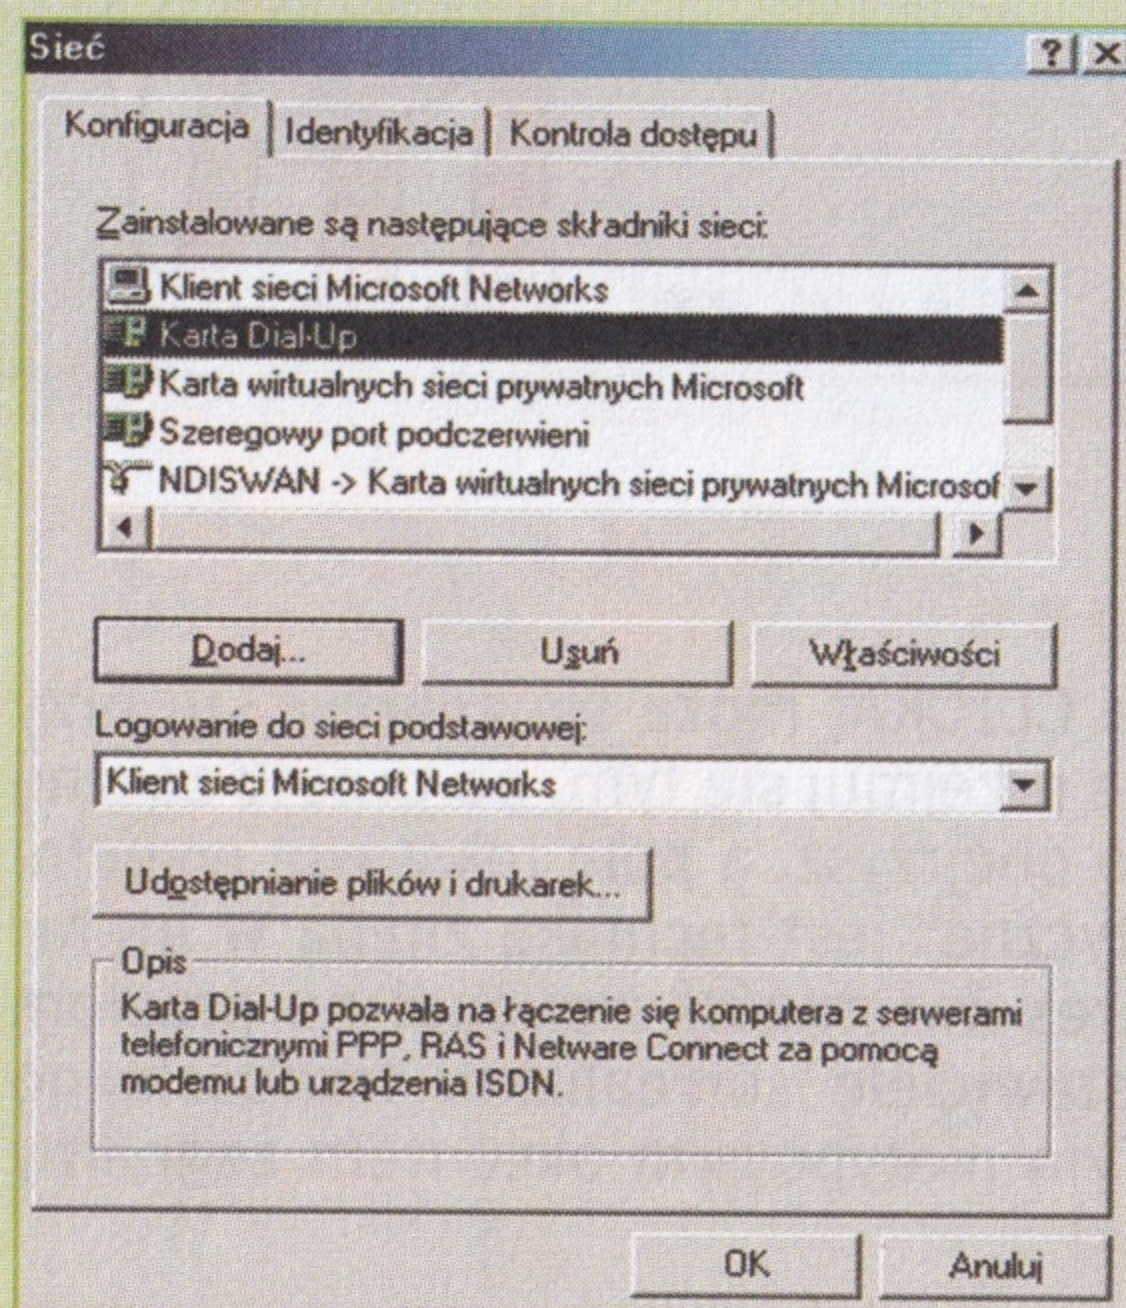 Sieć
Konfiguracja
Identyfikacja
Kontrola dostępu
Zainstalowane są następujące składniki sieci:
Klient sieci Microsoft Networks
Karta Dial-Up
Karta wirtualnych sieci prywatnych Microsoft
Szeregowy port podczerwieni
NDISWAN -> Karta wirtualnych sieci prywatnych Microsof
Dodaj...
Usuń
Właściwości
Logowanie do sieci podstawowej:
Klient sieci Microsoft Networks
Udostępnianie plików i drukarek...
Opis
Karta Dial-Up pozwala na łączenie się komputera z serwerami
telefonicznymi PPP, RAS i Netware Connect za pomocą
modemu lub urządzenia ISDN.
OK
Anuluj